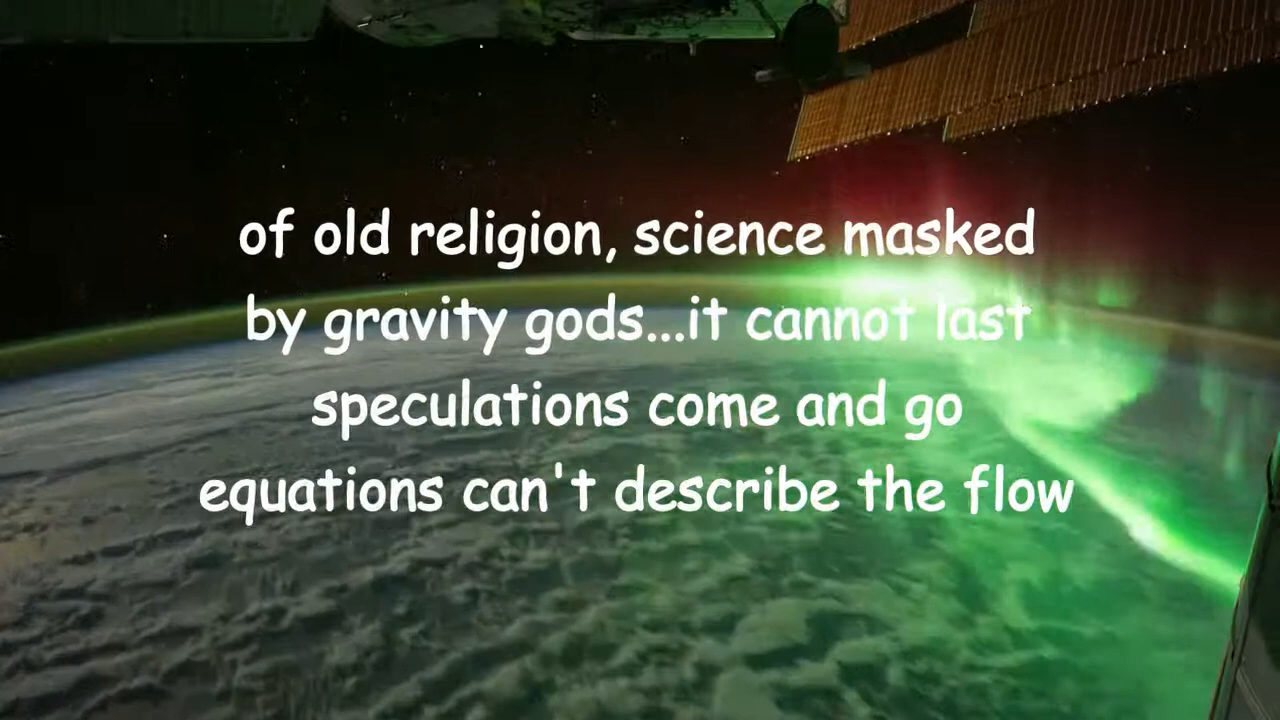 of old religion, science masked
by gravity gods...it cannot last
speculations come and go
equations can't describe the flow